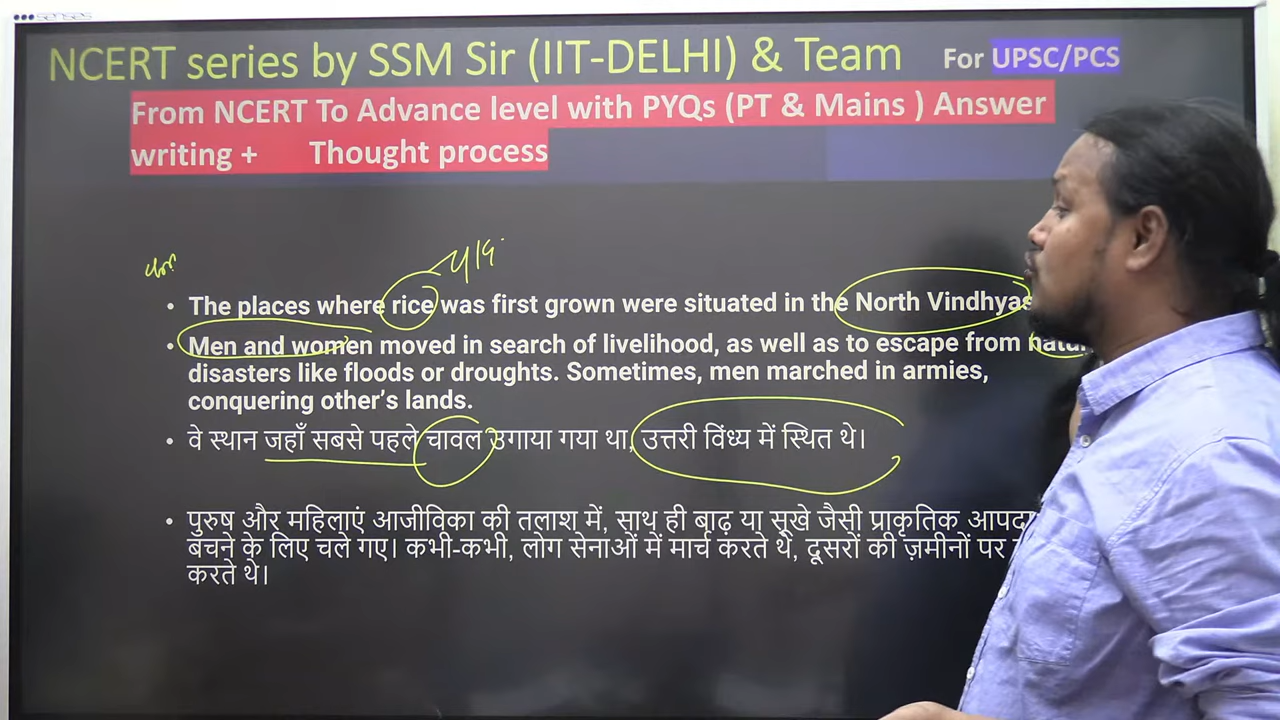 NCERT series by SSM Sir (IIT-DELHI) & Team For UPSC/PCS
From NCERT To Advance level with PYQs (PT & Mains ) Answer
writing + Thought process
• The places where rice was first grown were situated in the North Vindhyas
• Men and women moved in search of livelihood, as well as to escape from
disasters like floods or droughts. Sometimes, men marched in armies,
conquering other's lands.
• वे स्थान जहाँ सबसे पहले चावल उगाया गया था, उत्तरी विंध्य में स्थित थे।
• पुरुष और महिलाएं आजीविका की तलाश में, साथ ही बाढ़ या सूखे जैसी प्राकृतिक
बचने के लिए चले गए। कभी-कभी, लोग सेनाओं में मार्च करते थे, दूसरों की ज़मीनों पर
करते थे।